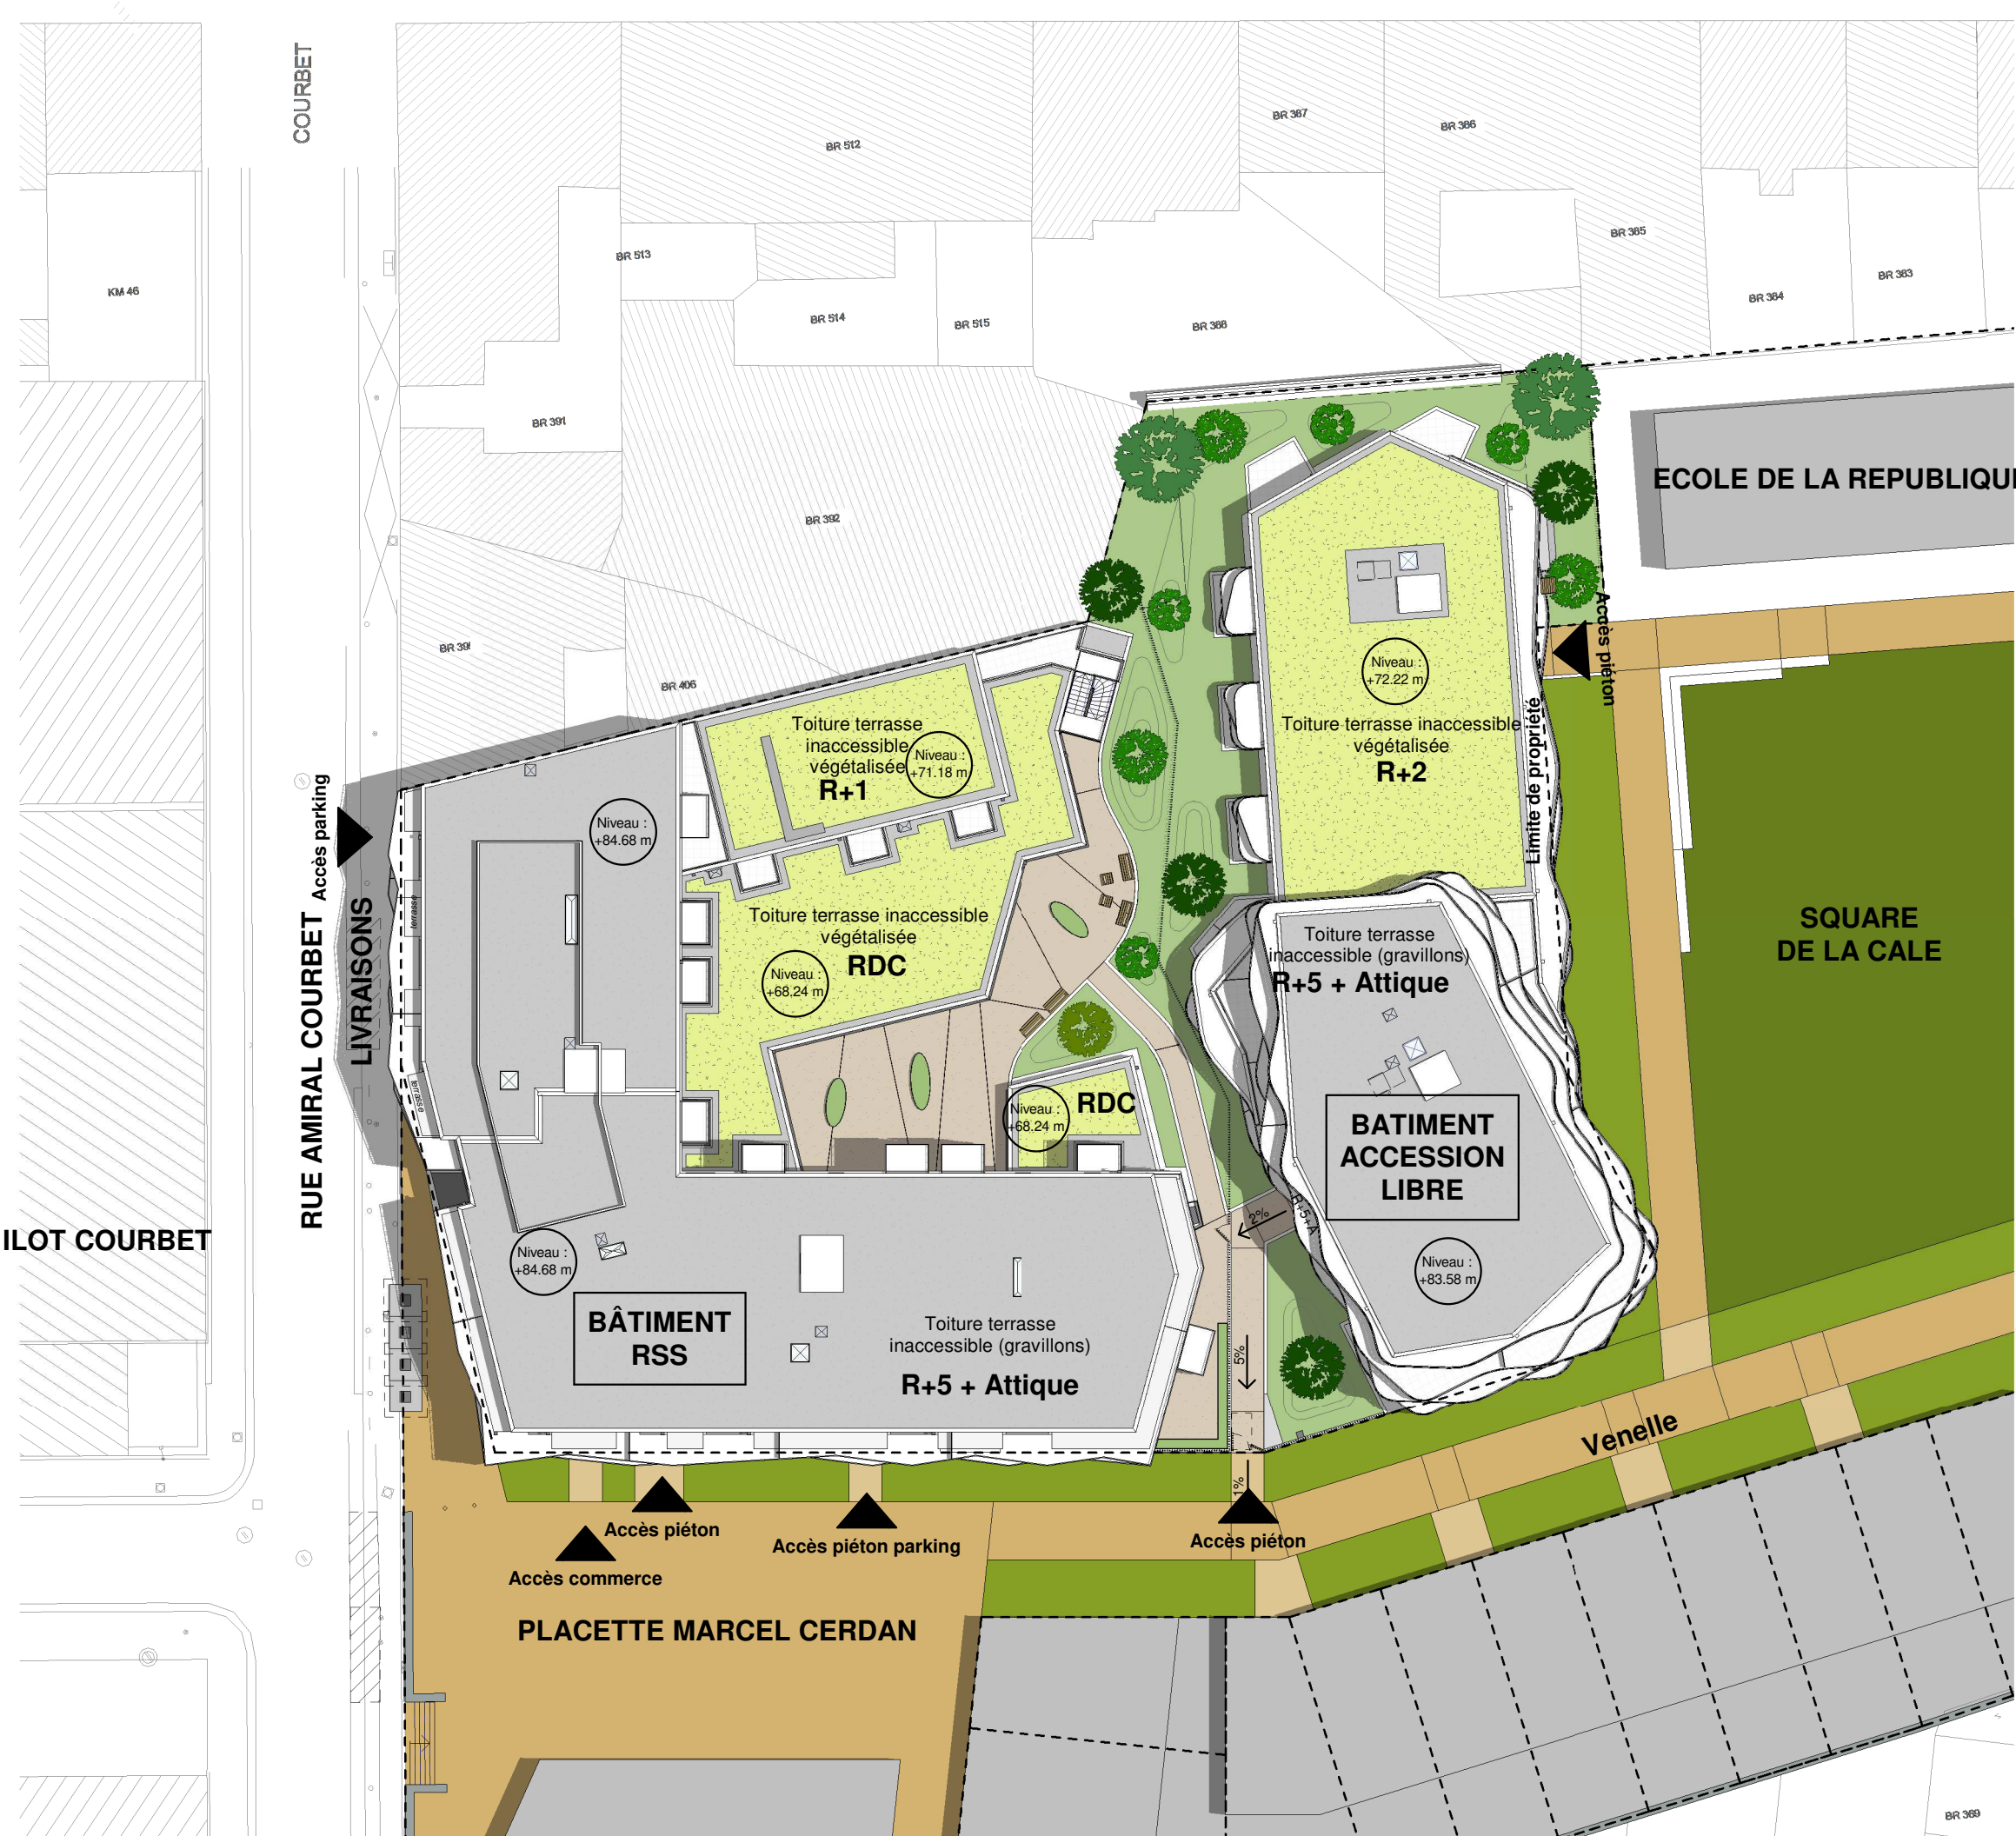 COURBET
BR 387
BR 386
BR 512
BR 385
BR 513
BR 383
KM 46
BR 384
BR 514
BR 515
BR 388
BR 391
ECOLE DE LA REPUBLIQUE
BR 392
BR 406
Accès piéton
Niveau :
+72.22 m
Toiture terrasse inaccessible
végétalisée
R+2
Limite de propriété
Toiture terrasse
inaccessible
végétalisée
R+1
Niveau :
+71.18 m
Niveau :
+84.68 m
Accès parking
RUE AMIRAL COURBET
LIVRAISONS
terrasse
terrasse
Toiture terrasse inaccessible
végétalisée
RDC
Niveau :
+68.24 m
SQUARE
DE LA CALE
Toiture terrasse
inaccessible (gravillons)
R+5 + Attique
RDC
Niveau :
+68.24 m
BATIMENT
ACCESSION
LIBRE
R+5+A
2%
ILOT COURBET
Niveau :
+84.68 m
Niveau :
+83.58 m
BÂTIMENT
RSS
Toiture terrasse
inaccessible (gravillons)
R+5 + Attique
5%
Venelle
1%
Accès piéton
Accès piéton parking
Accès piéton
Accès commerce
PLACETTE MARCEL CERDAN
BR 369